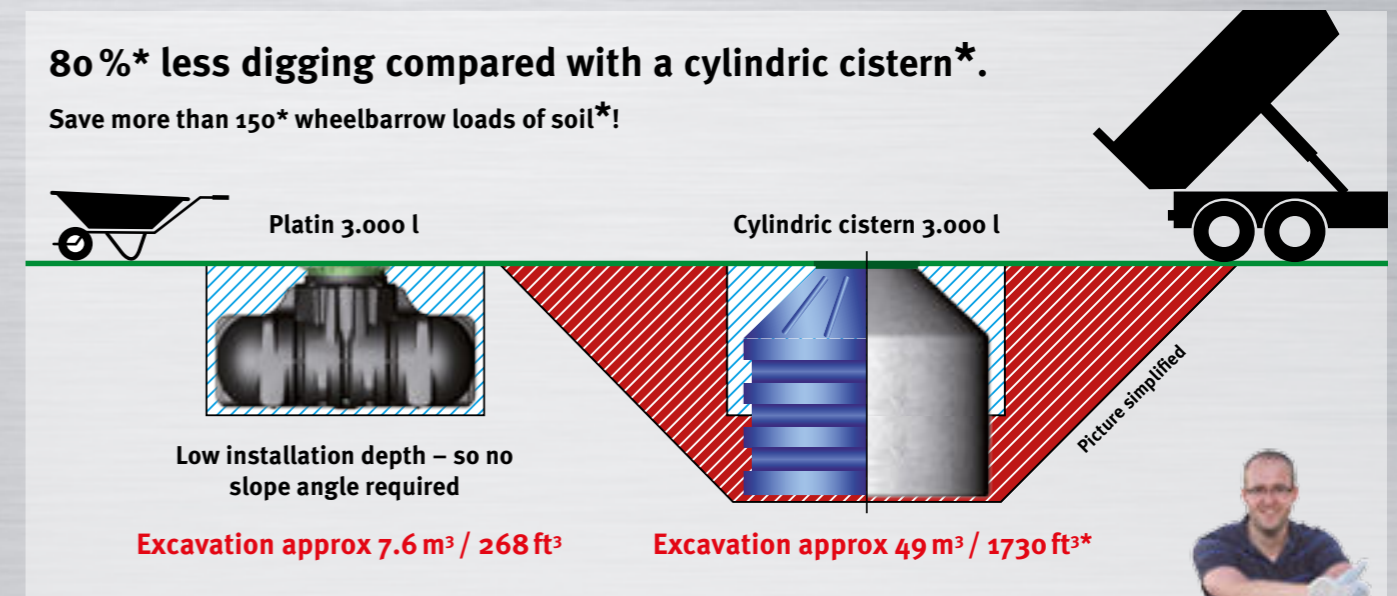 80 %* less digging compared with a cylindric cistern*.
Save more than 150* wheelbarrow loads of soil*!
Platin 3.000 l
Cylindric cistern 3.000 l
Picture simplified
Low installation depth – so no
slope angle required
Excavation approx 7.6 m³ / 268 ft³
Excavation approx 49 m³ / 1730 ft³*